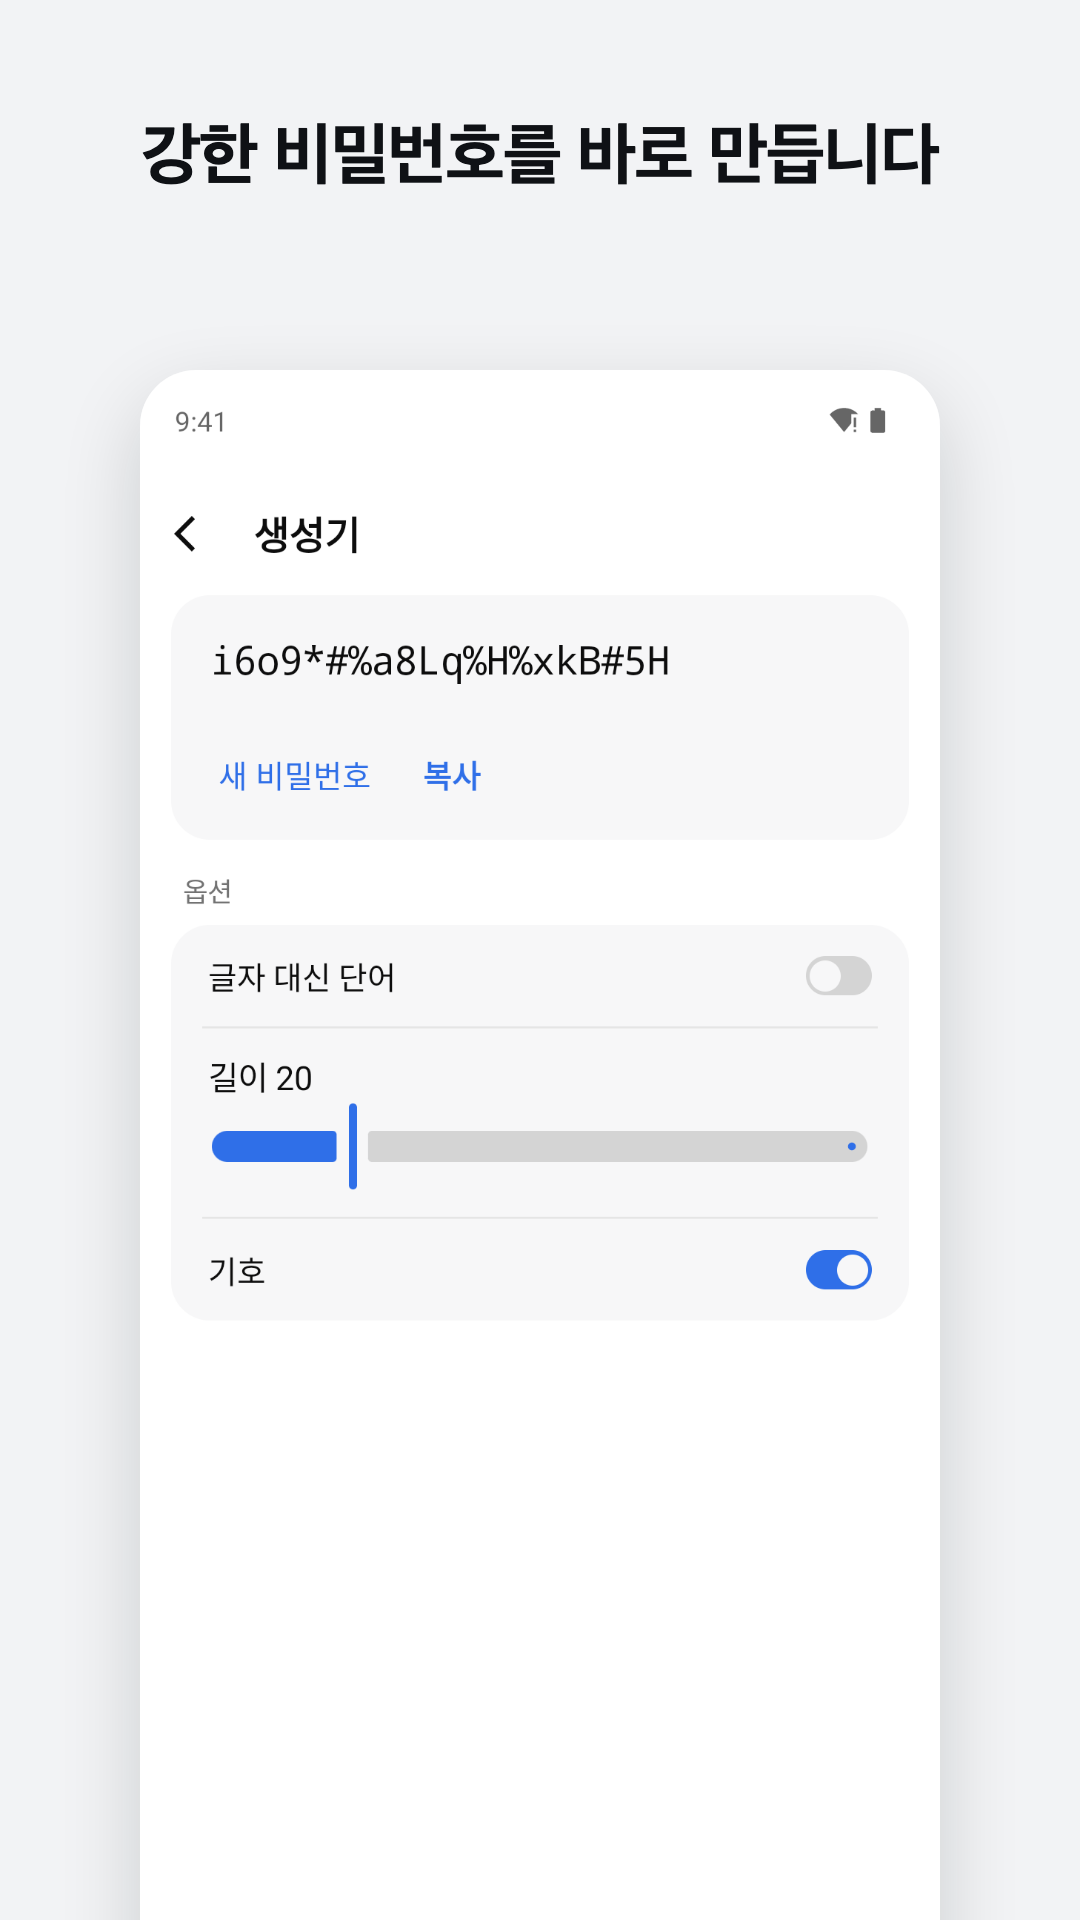 강한 비밀번호를 바로 만듭니다
9:41
생성기
i6o9*#%a8Lq%H%xkB#5H
새 비밀번호 복사
옵션
글자 대신 단어
길이 20
기호